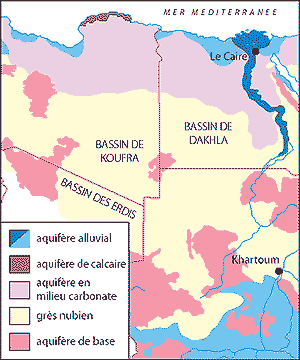 MER MEDITERRANEE
Le Caire
BASSIN DE
KOUFRA
BASSIN DE
DAKHLA
BASSIN DES ERDIS
Khartoum
aquifère alluvial
aquifère de calcaire
aquifère en
milieu carbonate
grès nubien
aquifère de base